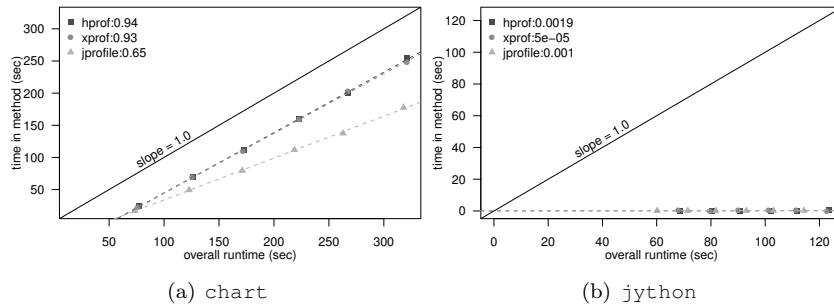 time in method (sec)
300
250
200
150
100
50
hprof:0.94
xprof:0.93
jprofile:0.65
slope = 1.0
50 100 150 200 250 300
overall runtime (sec)
(a) chart
time in method (sec)
120
100
80
60
40
20
0
hprof:0.0019
xprof:5e-05
jprofile:0.001
slope = 1.0
0 20 40 60 80 100 120
overall runtime (sec)
(b) jython